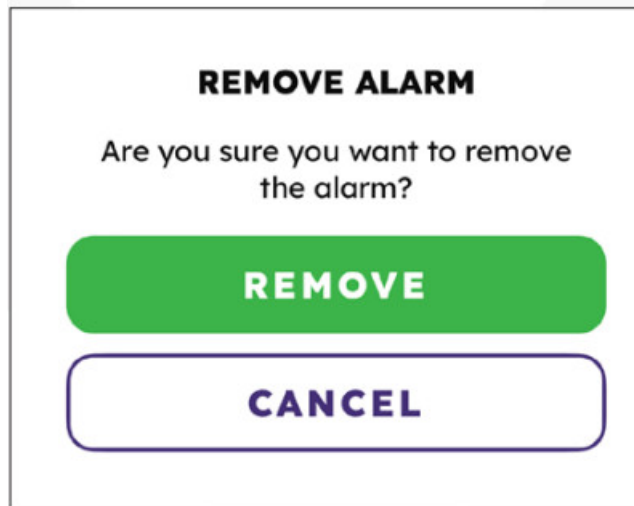 REMOVE ALARM
Are you sure you want to remove
the alarm?
REMOVE
CANCEL